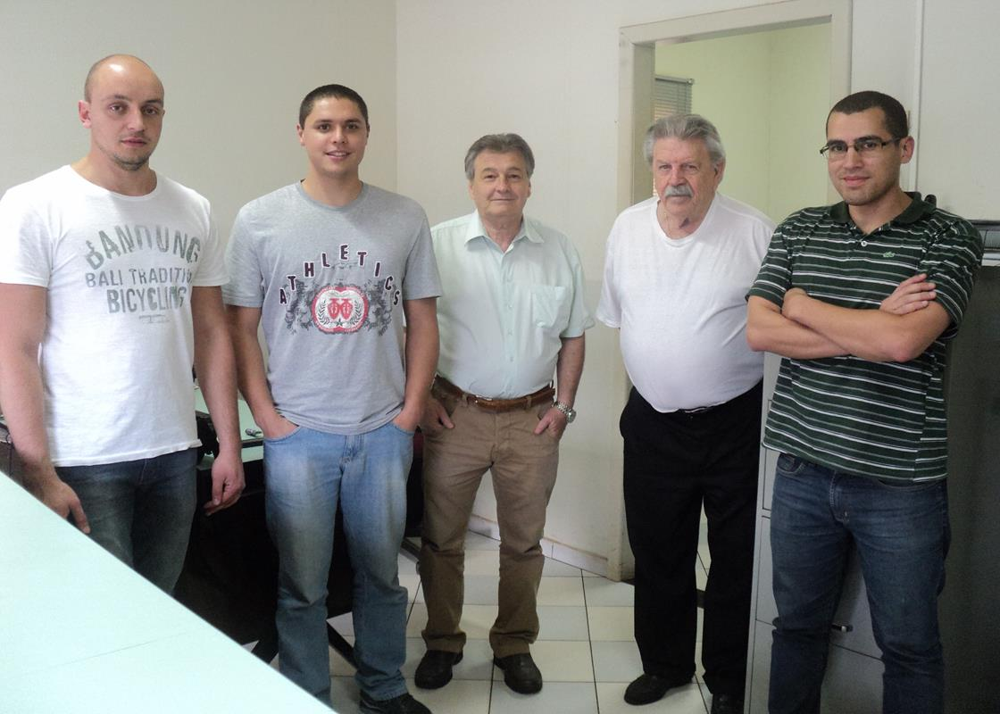 BANDUNG
BALI TRADITIO
BICYCLING
ATHLETICS